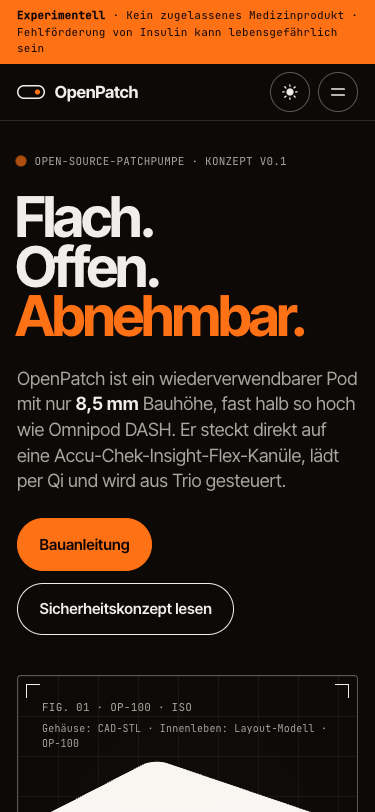 Experimentell · Kein zugelassenes Medizinprodukt ·
Fehlförderung von Insulin kann lebensgefährlich
sein
OpenPatch
OPEN-SOURCE-PATCHPUMPE · KONZEPT V0.1
Flach.
Offen.
Abnehmbar.
OpenPatch ist ein wiederverwendbarer Pod
mit nur 8,5 mm Bauhöhe, fast halb so hoch
wie Omnipod DASH. Er steckt direkt auf
eine Accu-Chek-Insight-Flex-Kanüle, lädt
per Qi und wird aus Trio gesteuert.
Bauanleitung
Sicherheitskonzept lesen
FIG. 01 · OP-100 · ISO
Gehäuse: CAD-STL · Innenleben: Layout-Modell ·
OP-100